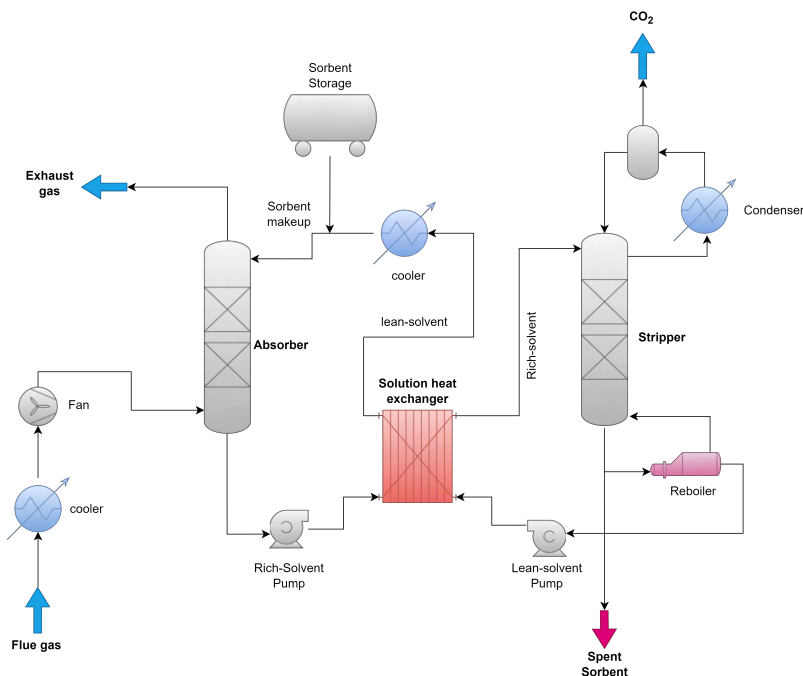 CO2
Sorbent
Storage
Exhaust
gas
Sorbent
makeup
Condenser
cooler
lean-solvent
Rich-solvent
Absorber
Stripper
Solution heat
exchanger
Fan
cooler
Reboiler
Rich-Solvent
Pump
Lean-solvent
Pump
Flue gas
Spent
Sorbent